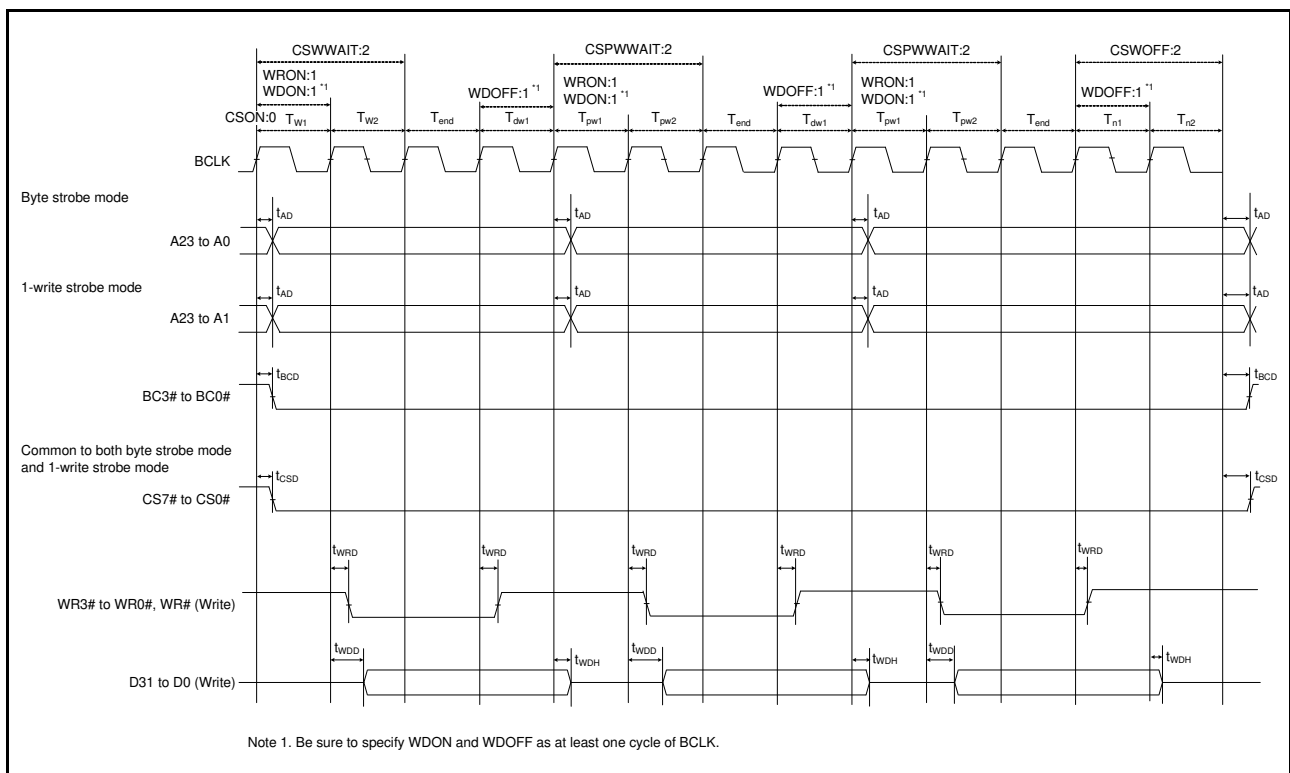 CSWWAIT:2 CSPWWAIT:2 CSPWWAIT:2 CSWOFF:2
WRON:1 WRON:1 WRON:1
WDON:1 *1 WDOFF:1 *1 WDON:1 *1 WDOFF:1 *1 WDON:1 *1 WDOFF:1 *1
CSON:0 TW1 TW2 Tend Tdw1 Tpw1 Tpw2 Tend Tdw1 Tpw1 Tpw2 Tend Tn1 Tn2
BCLK
Byte strobe mode
tAD tAD tAD tAD
A23 to A0
1-write strobe mode
tAD tAD tAD tAD
A23 to A1
tBCD tBCD
BC3# to BC0#
Common to both byte strobe mode
and 1-write strobe mode
tCSD tCSD
CS7# to CS0#
tWRD tWRD tWRD tWRD tWRD tWRD
WR3# to WR0#, WR# (Write)
tWDD tWDH tWDD tWDH tWDD tWDH
D31 to D0 (Write)
Note 1. Be sure to specify WDON and WDOFF as at least one cycle of BCLK.